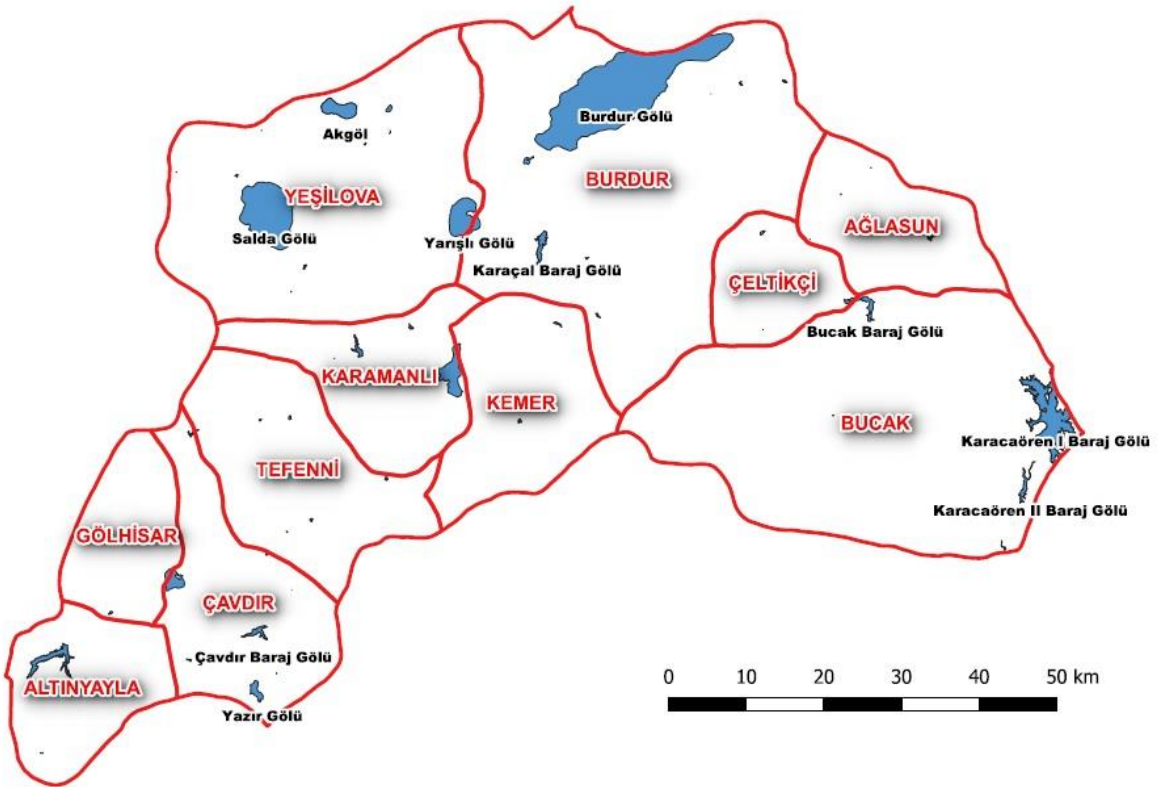 Burdur Gölü
Akgöl
BURDUR
YEŞİLOVA
AĞLASUN
Salda Gölü
Yarışlı Gölü
Karaçal Baraj Gölü
ÇELTİKÇİ
Bucak Baraj Gölü
KARAMANLI
KEMER
BUCAK
Karacaören I Baraj Gölü
TEFENNİ
Karacaören II Baraj Gölü
GÖLHİSAR
ÇAVDIR
Çavdır Baraj Gölü
ALTINYAYLA
Yazır Gölü
0 10 20 30 40 50 km